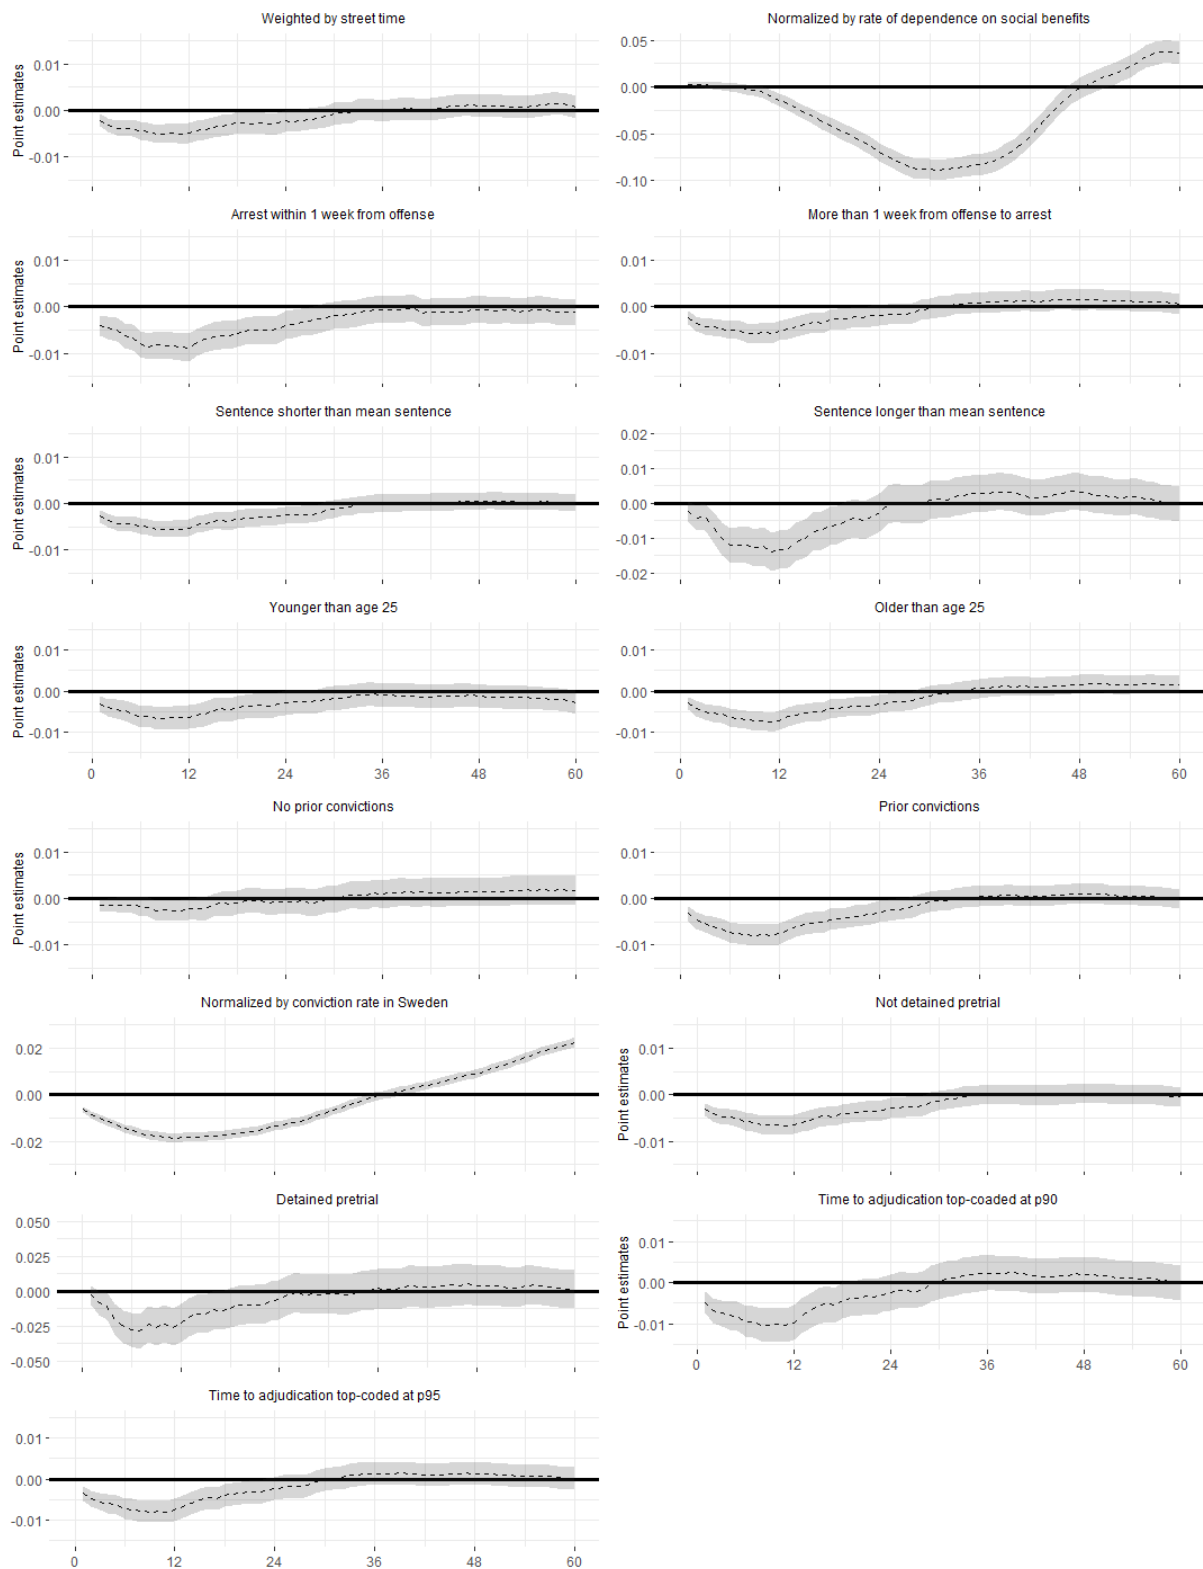 Weighted by street time
Normalized by rate of dependence on social benefits
Point estimates
0.01
0.00
-0.01
0.05
0.00
-0.05
-0.10
Arrest within 1 week from offense
More than 1 week from offense to arrest
Point estimates
0.01
0.00
-0.01
0.01
0.00
-0.01
Sentence shorter than mean sentence
Sentence longer than mean sentence
Point estimates
0.01
0.00
-0.01
0.02
0.01
0.00
-0.01
-0.02
Younger than age 25
Older than age 25
Point estimates
0.01
0.00
-0.01
0.01
0.00
-0.01
0 12 24 36 48 60
0 12 24 36 48 60
No prior convictions
Prior convictions
Point estimates
0.01
0.00
-0.01
0.01
0.00
-0.01
Normalized by conviction rate in Sweden
Not detained pretrial
0.02
0.00
-0.02
Point estimates
0.01
0.00
-0.01
Detained pretrial
Time to adjudication top-coaded at p90
0.050
0.025
0.000
-0.025
-0.050
Point estimates
0.01
0.00
-0.01
0 12 24 36 48 60
Time to adjudication top-coded at p95
0.01
0.00
-0.01
0 12 24 36 48 60